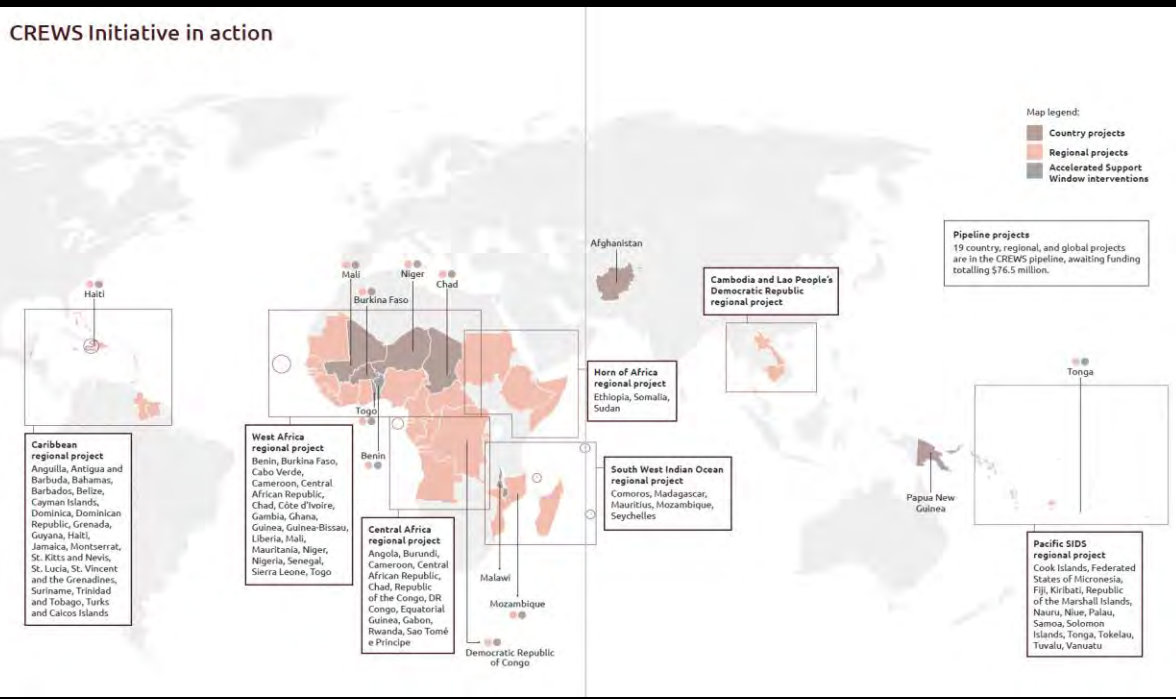 CREWS Initiative in action
Map legend:
Country projects
Regional projects
Accelerated Support
Window interventions
Pipeline projects
19 country, regional, and global projects
are in the CREWS pipeline, awaiting funding
totalling $76.5 million.
Afghanistan
Mali
Niger
Chad
Haiti
Burkina Faso
Cambodia and Lao People's
Democratic Republic
regional project
Horn of Africa
regional project
Ethiopia, Somalia,
Sudan
Tonga
Togo
Benin
Caribbean
regional project
Anguilla, Antigua and
Barbuda, Bahamas,
Barbados, Belize,
Cayman Islands,
Dominica, Dominican
Republic, Grenada,
Guyana, Haiti,
Jamaica, Montserrat,
St. Kitts and Nevis,
St. Lucia, St. Vincent
and the Grenadines,
Suriname, Trinidad
and Tobago, Turks
and Caicos Islands
West Africa
regional project
Benin, Burkina Faso,
Cabo Verde,
Cameroon, Central
African Republic,
Chad, Côte d'Ivoire,
Gambia, Ghana,
Guinea, Guinea-Bissau,
Liberia, Mali,
Mauritania, Niger,
Nigeria, Senegal,
Sierra Leone, Togo
South West Indian Ocean
regional project
Comoros, Madagascar,
Mauritius, Mozambique,
Seychelles
Papua New
Guinea
Central Africa
regional project
Angola, Burundi,
Cameroon, Central
African Republic,
Chad, Republic
of the Congo, DR
Congo, Equatorial
Guinea, Gabon,
Rwanda, Sao Tomé
e Principe
Malawi
Mozambique
Democratic Republic
of Congo
Pacific SIDS
regional project
Cook Islands, Federated
States of Micronesia,
Fiji, Kiribati, Republic
of the Marshall Islands,
Nauru, Niue, Palau,
Samoa, Solomon
Islands, Tonga, Tokelau,
Tuvalu, Vanuatu